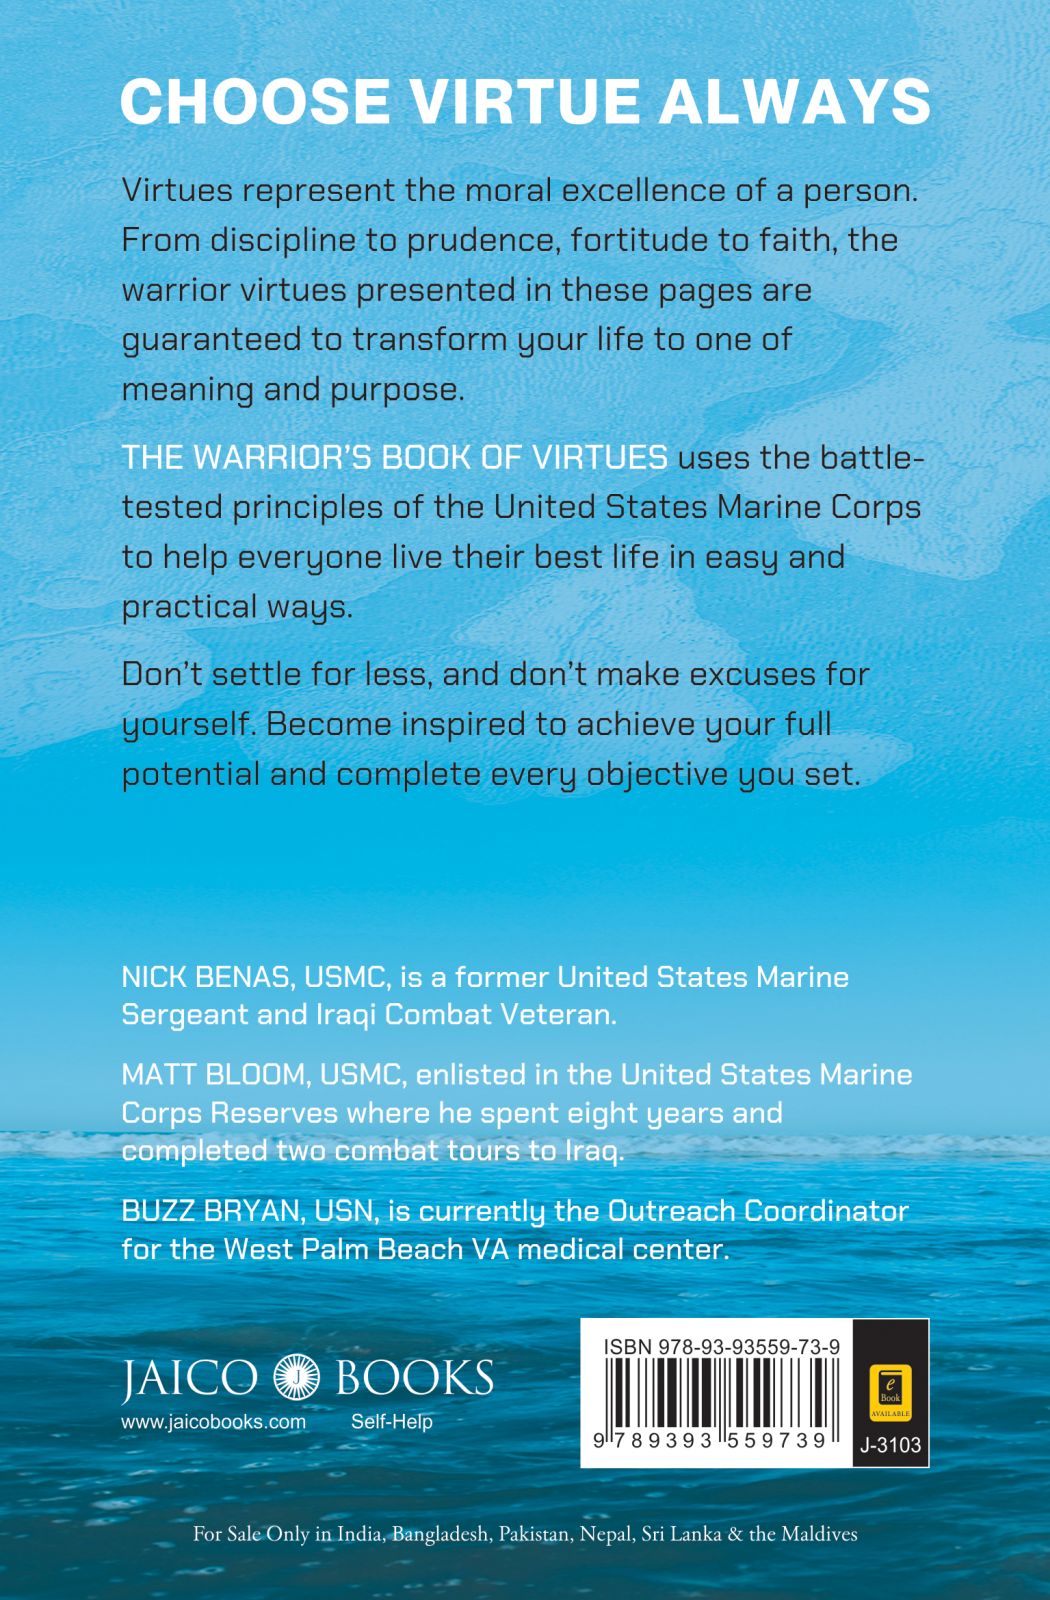 CHOOSE VIRTUE ALWAYS
Virtues represent the moral excellence of a person.
From discipline to prudence, fortitude to faith, the
warrior virtues presented in these pages are
guaranteed to transform your life to one of
meaning and purpose.
THE WARRIOR’S BOOK OF VIRTUES uses the battle-
tested principles of the United States Marine Corps
to help everyone live their best life in easy and
practical ways.
Don’t settle for less, and don’t make excuses for
yourself. Become inspired to achieve your full
potential and complete every objective you set.
NICK BENAS, USMC, is a former United States Marine
Sergeant and Iraqi Combat Veteran.
MATT BLOOM, USMC, enlisted in the United States Marine
Corps Reserves where he spent eight years and
completed two combat tours to Iraq.
BUZZ BRYAN, USN, is currently the Outreach Coordinator
for the West Palm Beach VA medical center.
JAICO J BOOKS
www.jaicobooks.com Self-Help
ISBN 978-93-93559-73-9
9 789393 559739
e
Book
AVAILABLE
J-3103
For Sale Only in India, Bangladesh, Pakistan, Nepal, Sri Lanka & the Maldives